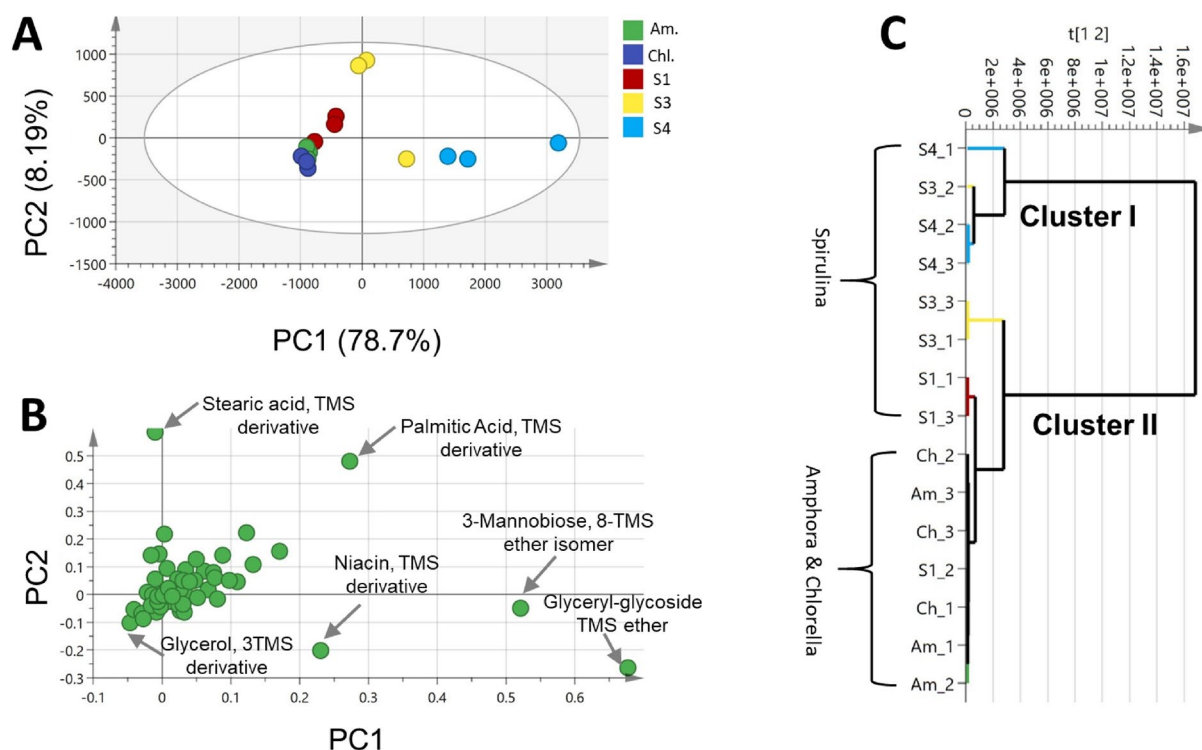 A
Am.
Chl.
S1
S3
S4
PC2 (8.19%)
1000
500
0
-500
-1000
-1500
-4000
-3000
-2000
-1000
0
1000
2000
3000
PC1 (78.7%)
B
Stearic acid, TMS
derivative
Palmitic Acid, TMS
derivative
3-Mannobiose, 8-TMS
ether isomer
Niacin, TMS
derivative
Glyceryl-glycoside
TMS ether
Glycerol, 3TMS
derivative
PC2
0.5
0.4
0.3
0.2
0.1
0
-0.1
-0.2
-0.3
-0.1
0
0.1
0.2
0.3
0.4
0.5
0.6
0.7
PC1
C
t[1 2]
0
2e+006
4e+006
6e+006
8e+006
1e+007
1.2e+007
1.4e+007
1.6e+007
S4_1
S3_2
S4_2
S4_3
S3_3
S3_1
S1_1
S1_3
Ch_2
Am_3
Ch_3
S1_2
Ch_1
Am_1
Am_2
Cluster I
Cluster II
Spirulina
Amphora & Chlorella